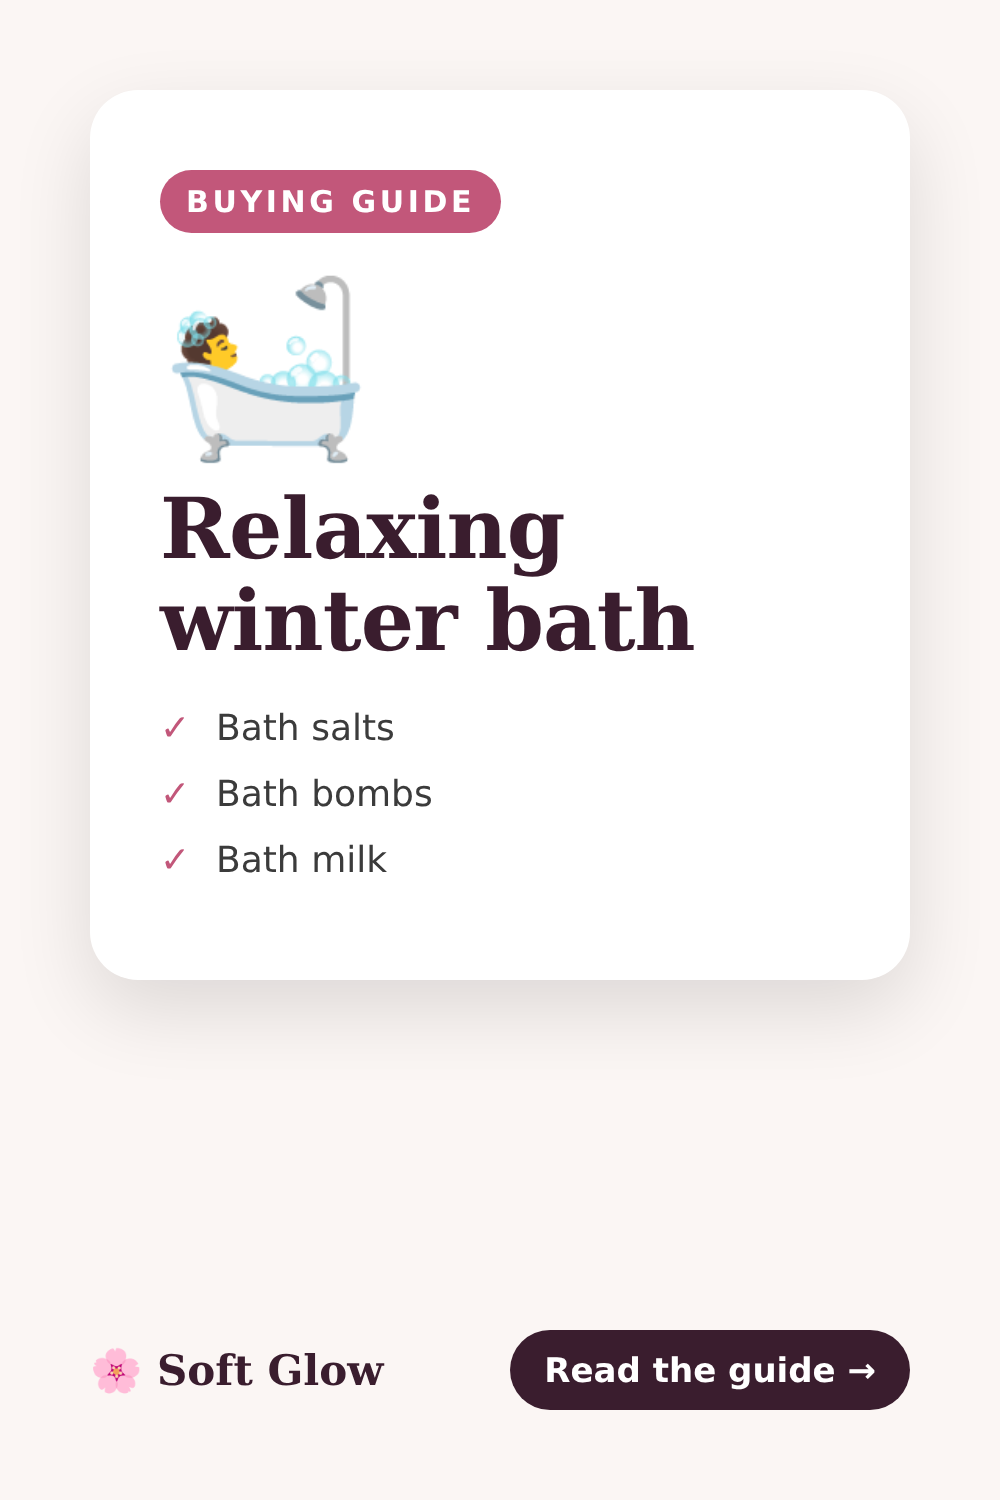 BUYING GUIDE
Relaxing
winter bath
✓ Bath salts
✓ Bath bombs
✓ Bath milk
🌸 Soft Glow
Read the guide →